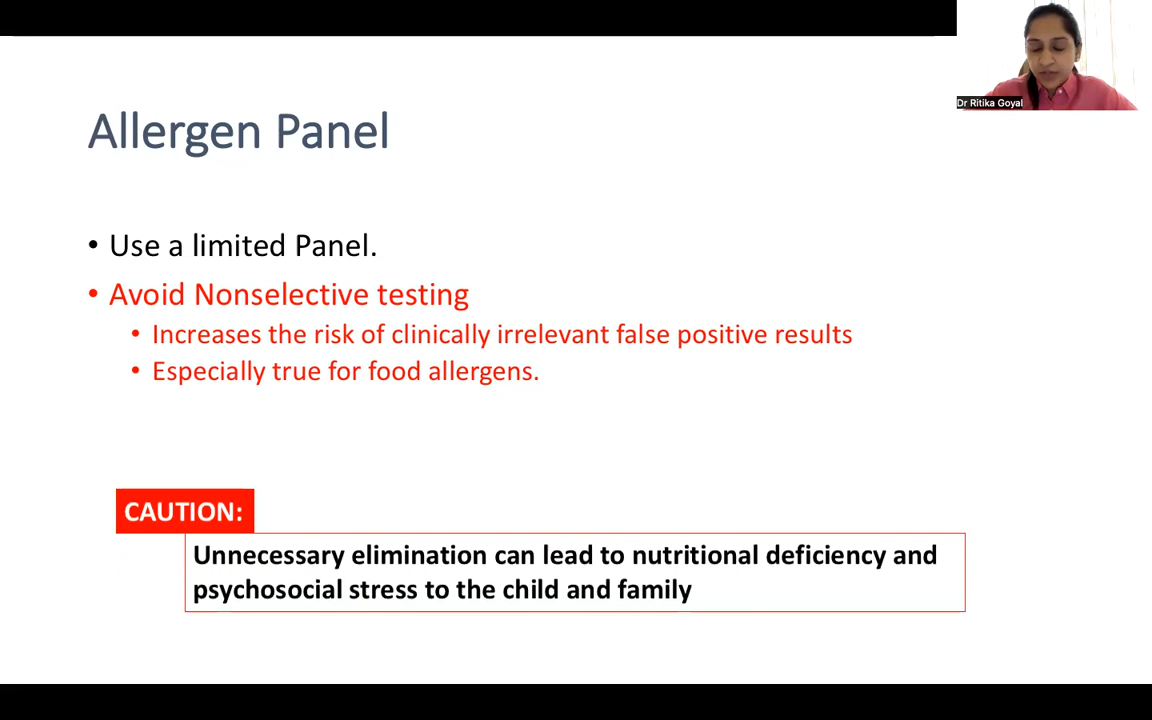 Dr Ritika Goyal
Allergen Panel
• Use a limited Panel.
• Avoid Nonselective testing
• Increases the risk of clinically irrelevant false positive results
• Especially true for food allergens.
CAUTION:
Unnecessary elimination can lead to nutritional deficiency and
psychosocial stress to the child and family